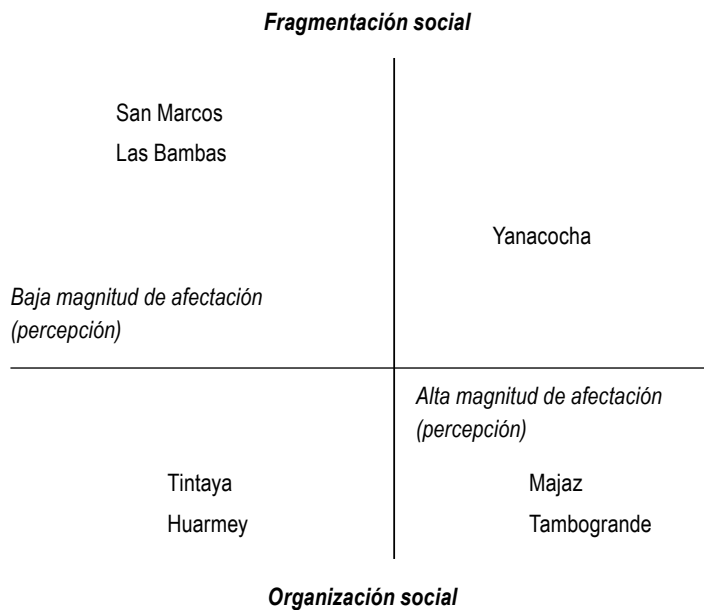 Fragmentación social
San Marcos
Las Bambas
Yanacocha
Baja magnitud de afectación
(percepción)
Alta magnitud de afectación
(percepción)
Tintaya
Majaz
Huarmey
Tambogrande
Organización social